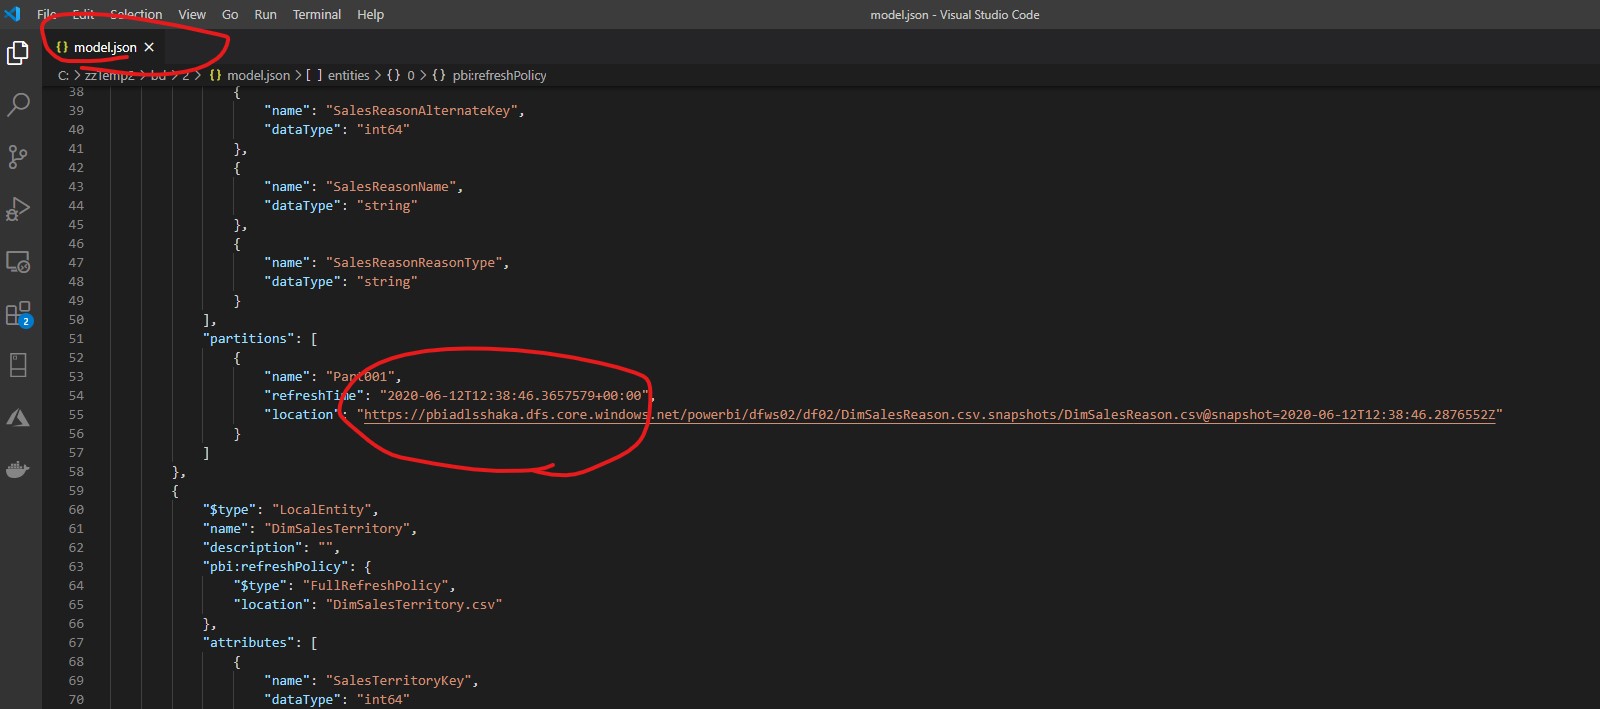 File Edit Selection View Go Run Terminal Help model.json - Visual Studio Code
{} model.json ×
C: > zzTemp2 > bd > 2 > {} model.json > [ ] entities > {} 0 > {} pbi:refreshPolicy
38 {
39 "name": "SalesReasonAlternateKey",
40 "dataType": "int64"
41 },
42 {
43 "name": "SalesReasonName",
44 "dataType": "string"
45 },
46 {
47 "name": "SalesReasonReasonType",
48 "dataType": "string"
49 }
50 ],
51 "partitions": [
52 {
53 "name": "Part001",
54 "refreshTime": "2020-06-12T12:38:46.3657579+00:00",
55 "location": "https://pbiadlsshaka.dfs.core.windows.net/powerbi/dfws02/df02/DimSalesReason.csv.snapshots/DimSalesReason.csv@snapshot=2020-06-12T12:38:46.2876552Z"
56 }
57 ]
58 },
59 {
60 "$type": "LocalEntity",
61 "name": "DimSalesTerritory",
62 "description": "",
63 "pbi:refreshPolicy": {
64 "$type": "FullRefreshPolicy",
65 "location": "DimSalesTerritory.csv"
66 },
67 "attributes": [
68 {
69 "name": "SalesTerritoryKey",
70 "dataType": "int64"
2